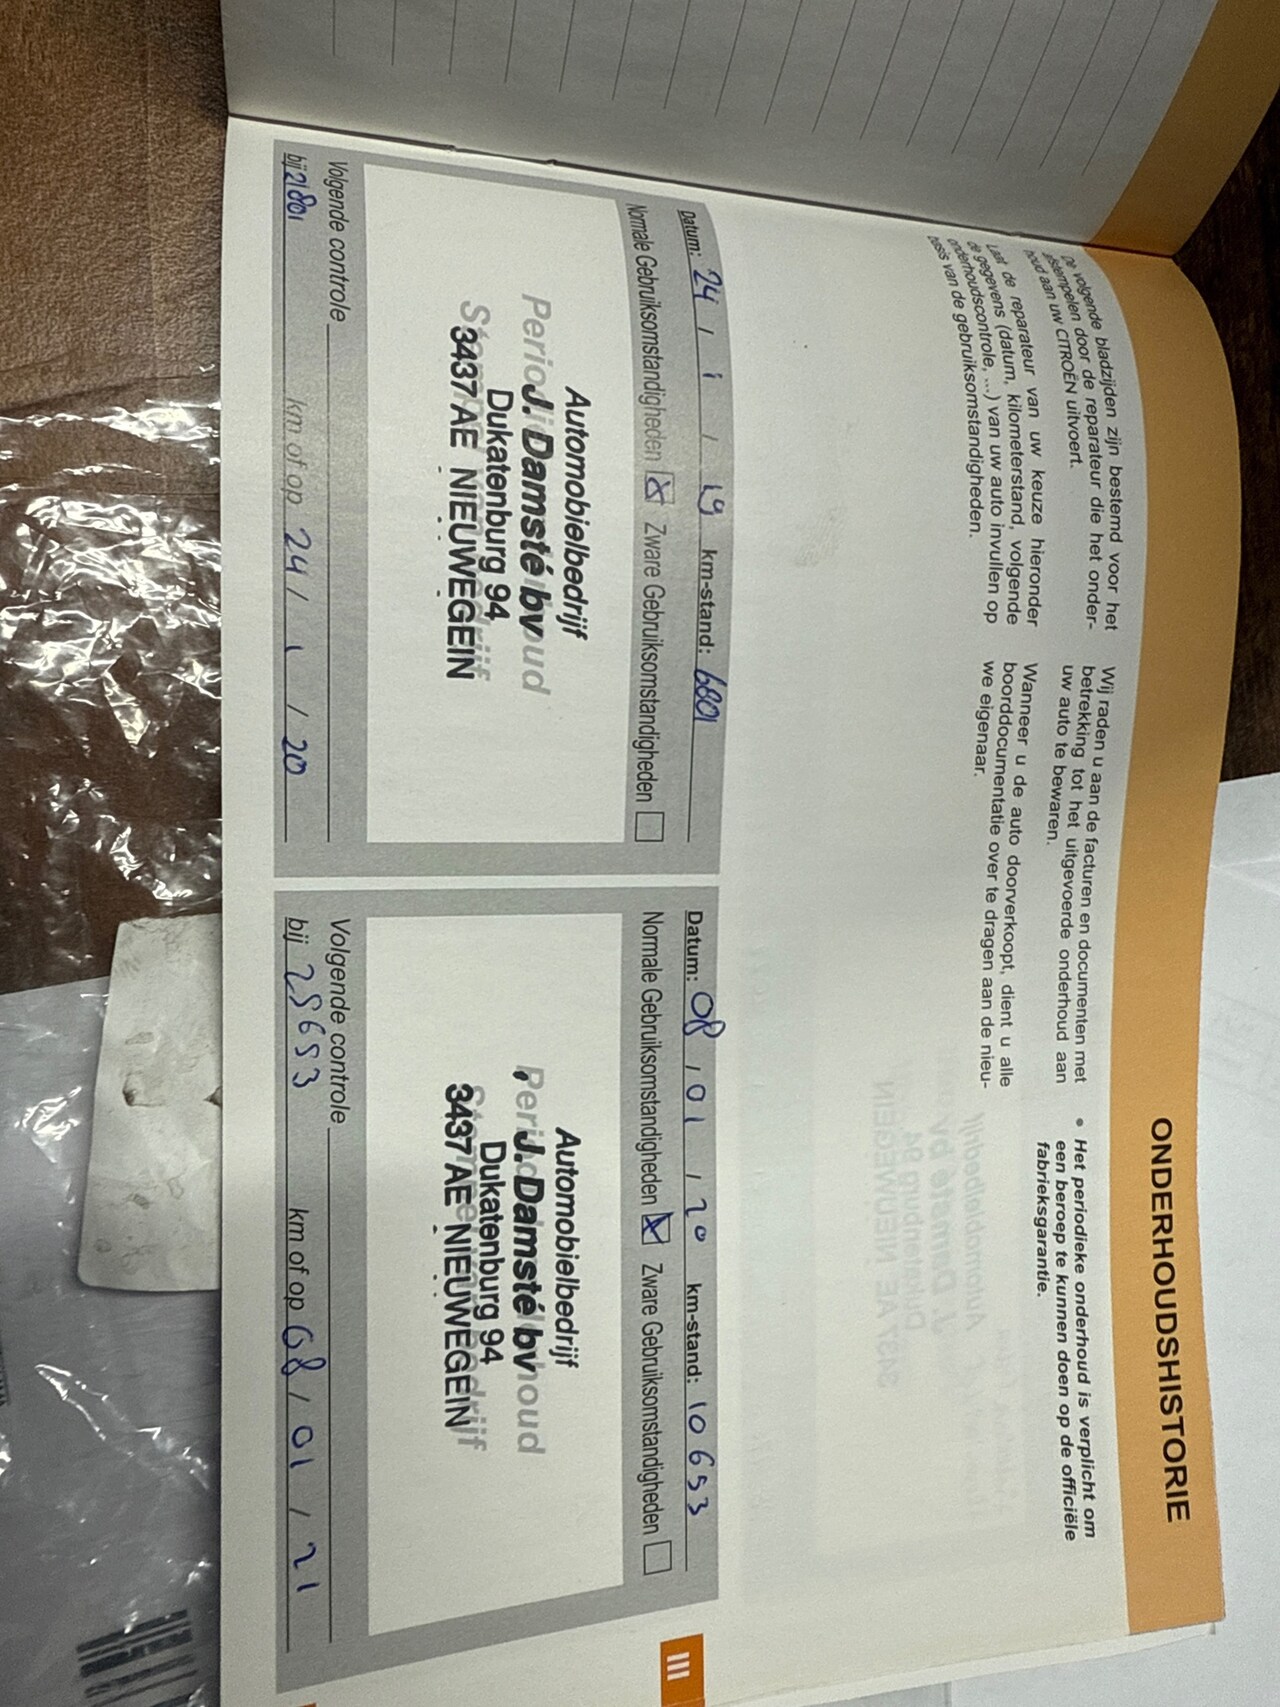 ONDERHOUDSHISTORIE
De volgende bladzijden zijn bestemd voor het
afstempelen door de reparateur die het onder-
houd aan uw CITROËN uitvoert.
Laat de reparateur van uw keuze hieronder
de gegevens (datum, kilometerstand, volgende
onderhoudscontrole, ...) van uw auto invullen op
basis van de gebruiksomstandigheden.
Wij raden u aan de facturen en documenten met
betrekking tot het uitgevoerde onderhoud aan
uw auto te bewaren.
Wanneer u de auto doorverkoopt, dient u alle
boorddocumentatie over te dragen aan de nieu-
we eigenaar.
• Het periodieke onderhoud is verplicht om
een beroep te kunnen doen op de officiële
fabrieksgarantie.
Datum: 24 / 1 / 19 km-stand: 6801
Normale Gebruiksomstandigheden ☒ Zware Gebruiksomstandigheden ☐
Automobielbedrijf
J. Damsté bv
Dukatenburg 94
3437 AE NIEUWEGEIN
Volgende controle
bij 21801 km of op 24 / 1 / 20
Datum: 08 / 01 / 20 km-stand: 10653
Normale Gebruiksomstandigheden ☒ Zware Gebruiksomstandigheden ☐
Automobielbedrijf
J. Damsté bv
Dukatenburg 94
3437 AE NIEUWEGEIN
Volgende controle
bij 25653 km of op 08 / 01 / 21
III